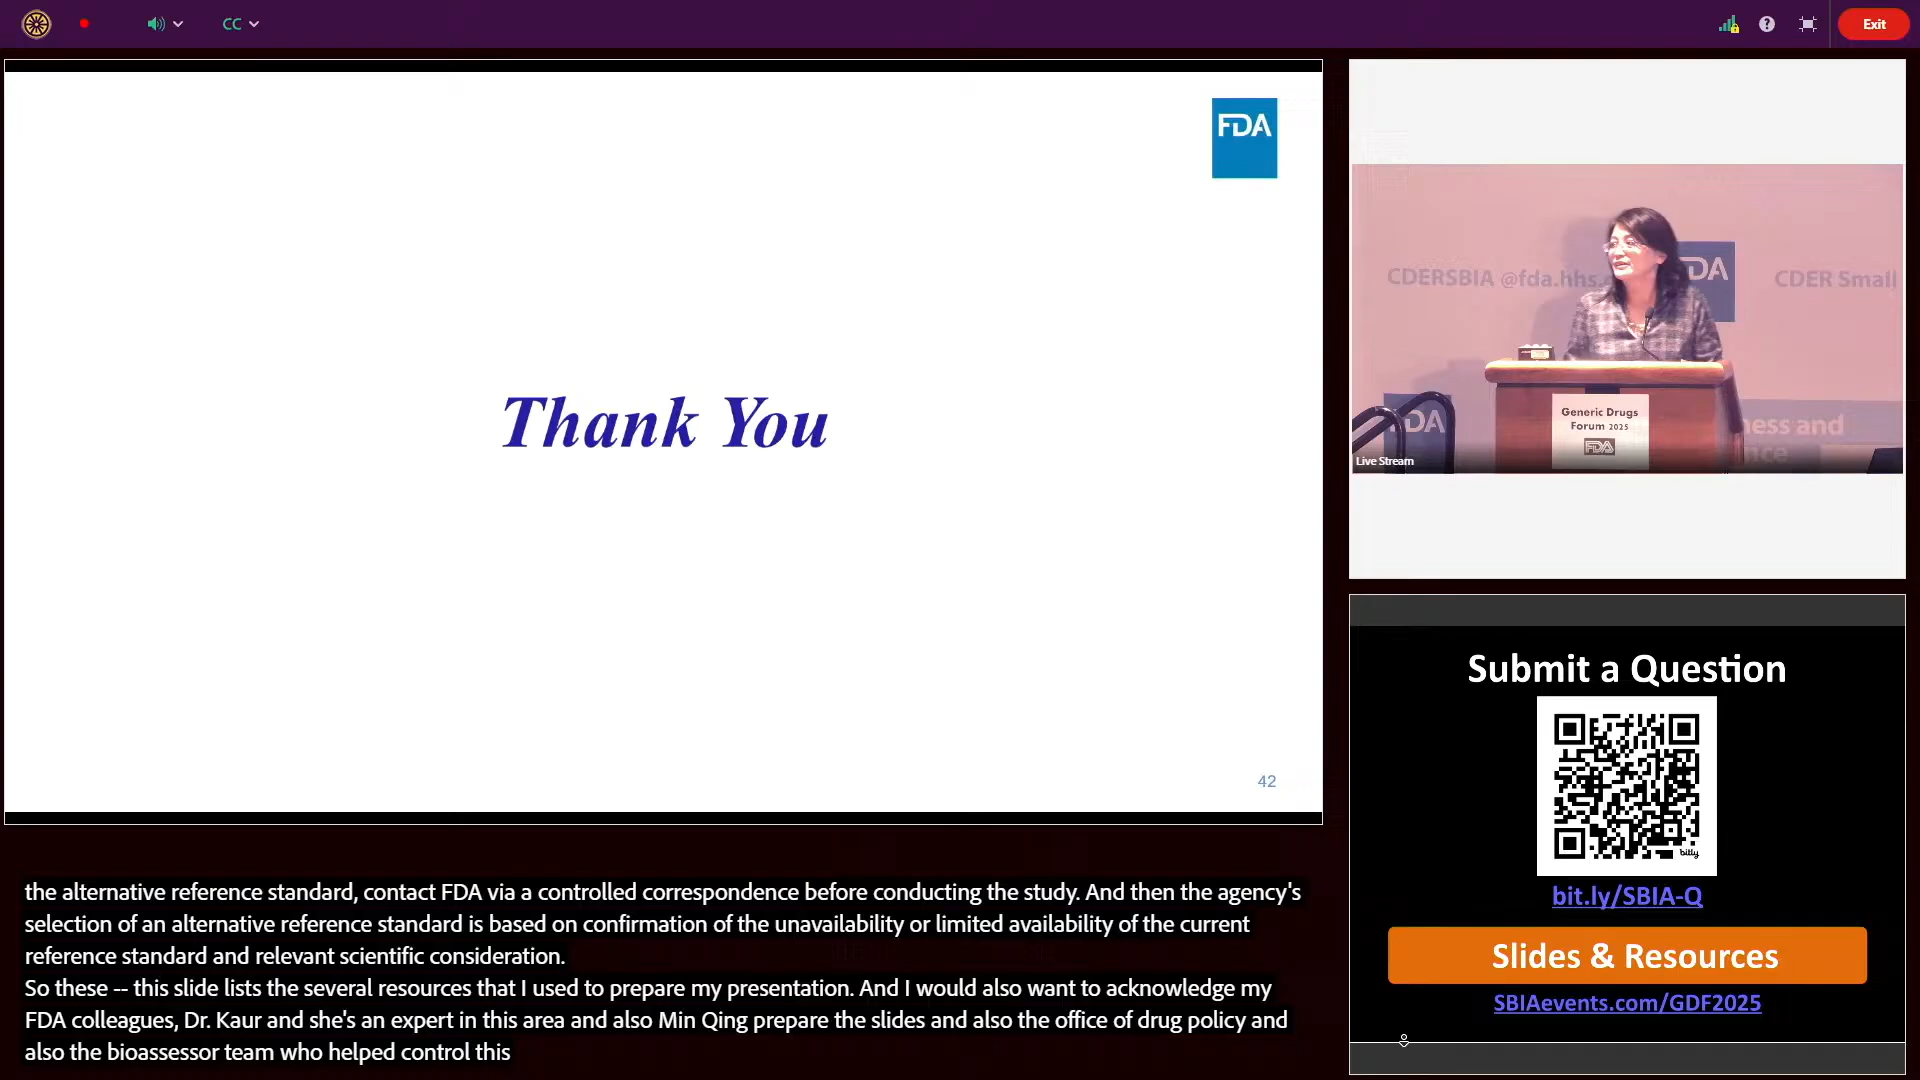 CC
Exit
FDA
Thank You
42
the alternative reference standard, contact FDA via a controlled correspondence before conducting the study. And then the agency's
selection of an alternative reference standard is based on confirmation of the unavailability or limited availability of the current
reference standard and relevant scientific consideration.
So these -- this slide lists the several resources that I used to prepare my presentation. And I would also want to acknowledge my
FDA colleagues, Dr. Kaur and she's an expert in this area and also Min Qing prepare the slides and also the office of drug policy and
also the bioassessor team who helped control this
CDERSBIA @fda.hhs.
DA
CDER Small
Generic Drugs
Forum 2025
FDA
DA
ness and
nce
Live Stream
Submit a Question
bitly
bit.ly/SBIA-Q
Slides & Resources
SBIAevents.com/GDF2025